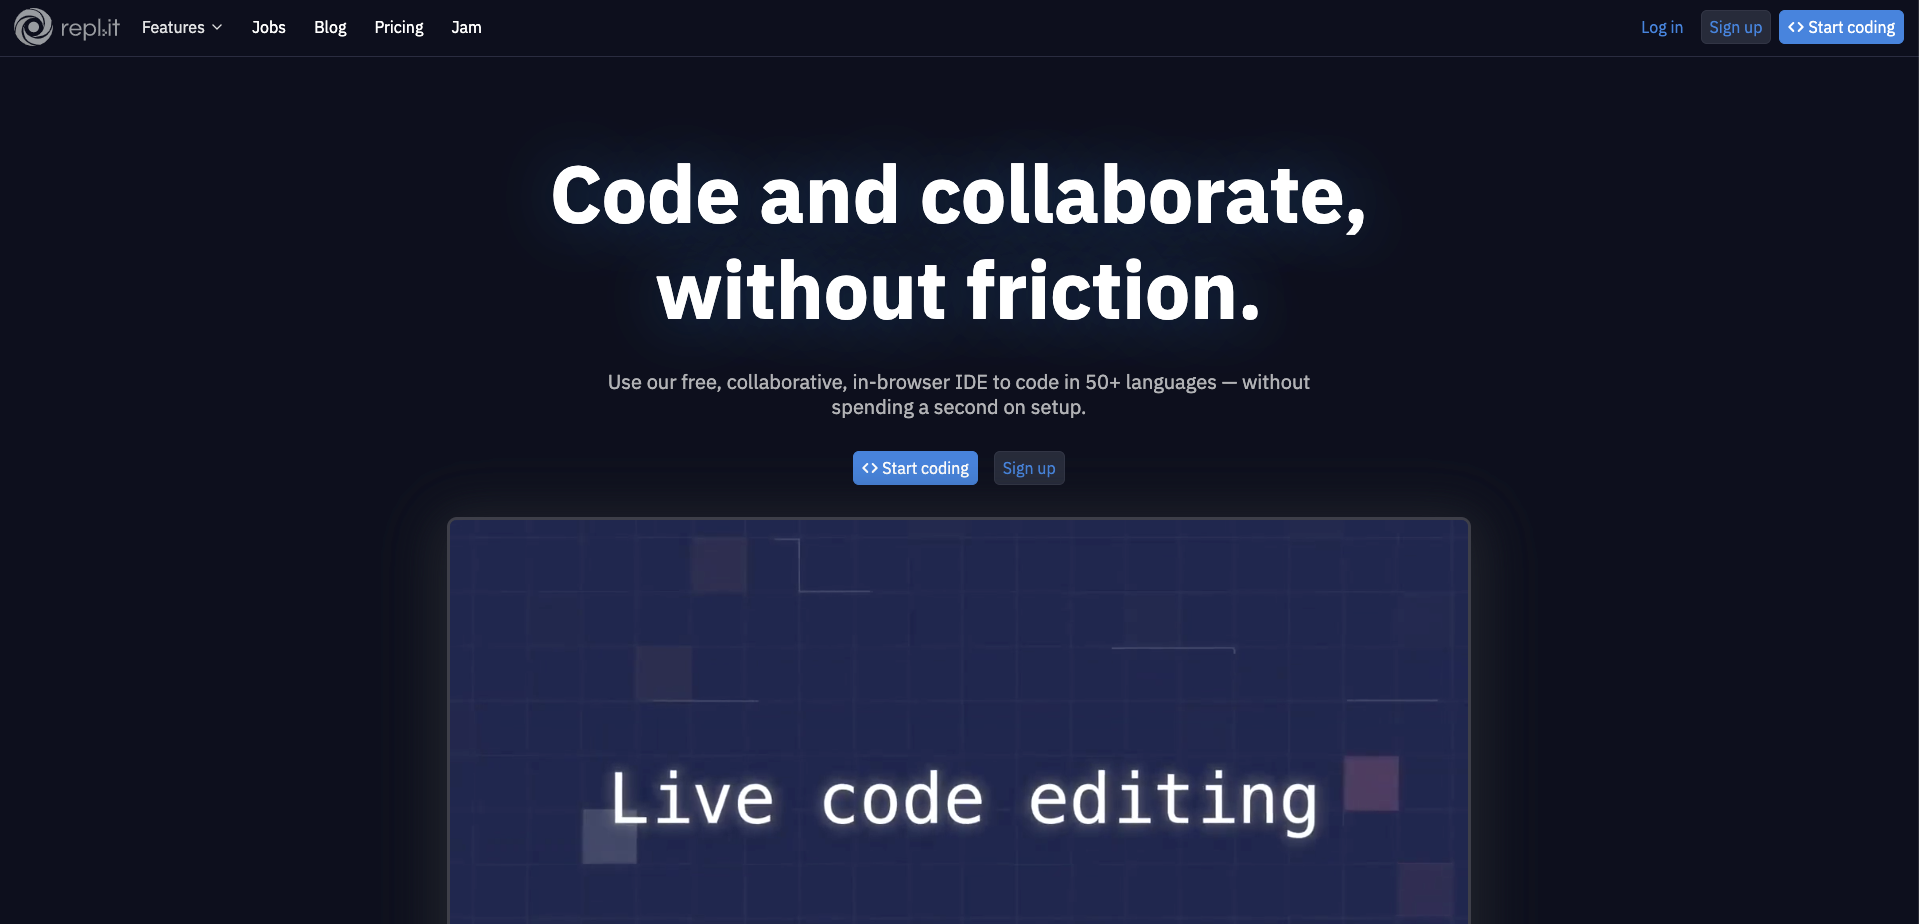 repl.it Features Jobs Blog Pricing Jam Log in Sign up <> Start coding
Code and collaborate,
without friction.
Use our free, collaborative, in-browser IDE to code in 50+ languages — without
spending a second on setup.
<> Start coding Sign up
Live code editing